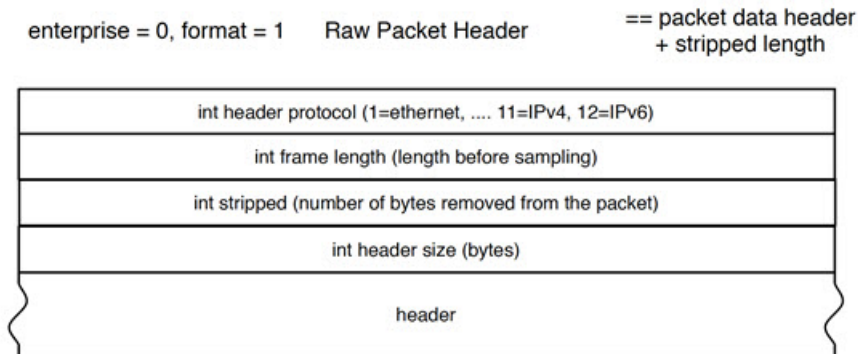 enterprise = 0, format = 1 Raw Packet Header == packet data header
+ stripped length
int header protocol (1=ethernet, .... 11=IPv4, 12=IPv6)
int frame length (length before sampling)
int stripped (number of bytes removed from the packet)
int header size (bytes)
header